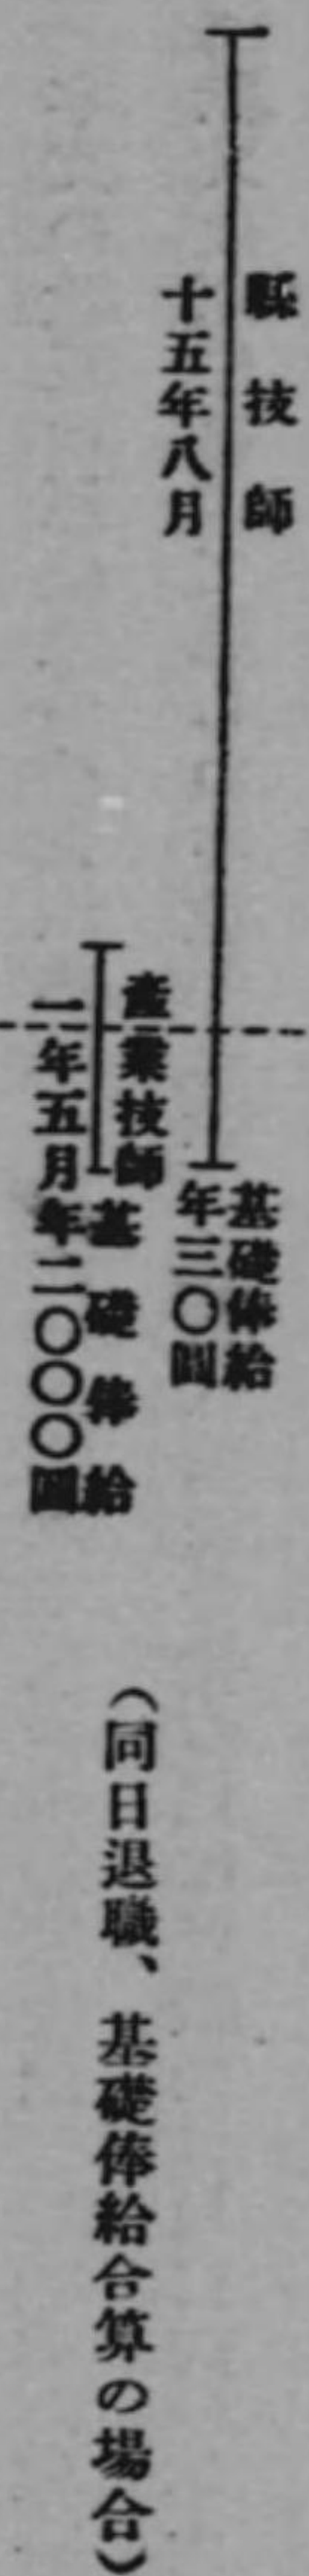 縣技師
十五年八月
基礎俸給
年三〇圓
產業技師
一年五月
基礎俸給
年二〇〇〇圓
（同日退職、基礎俸給合算の場合）